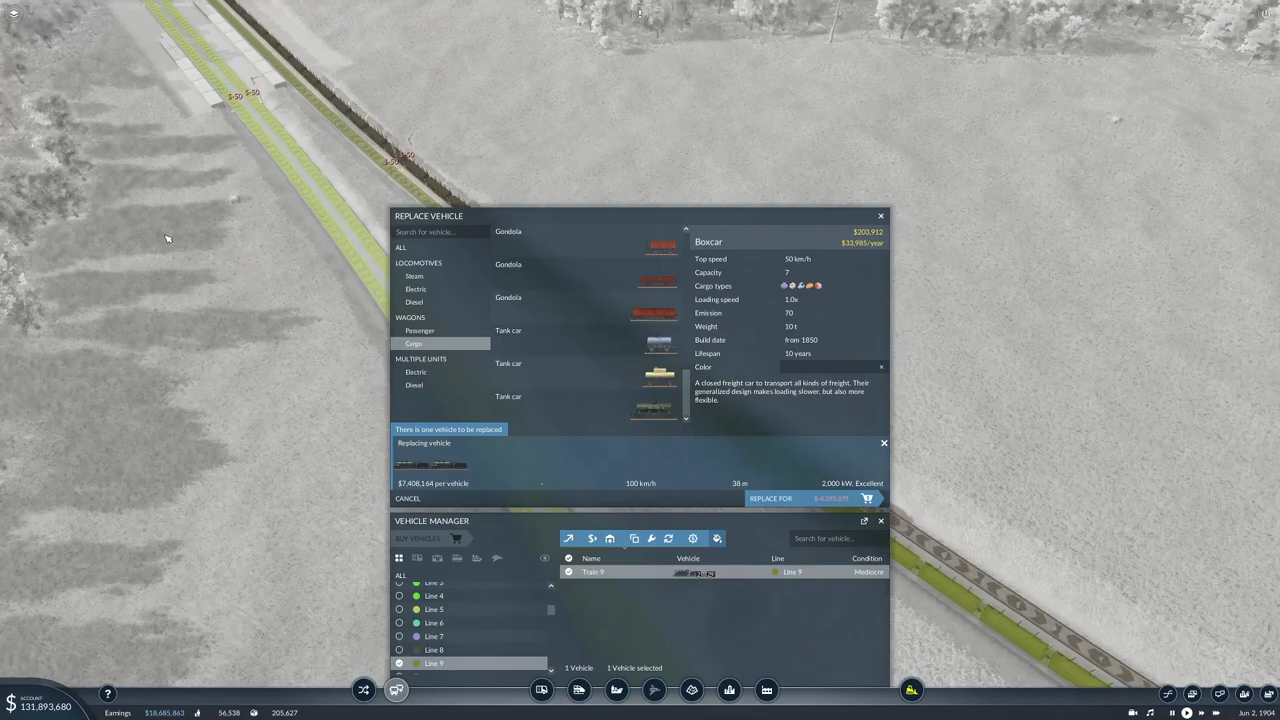 $-50 $-50
$-50
REPLACE VEHICLE
Search for vehicle...
ALL
LOCOMOTIVES
Steam
Electric
Diesel
WAGONS
Passenger
Cargo
MULTIPLE UNITS
Electric
Diesel
Gondola
Gondola
Gondola
Tank car
Tank car
Tank car
$203,912
Boxcar
$33,985/year
Top speed 50 km/h
Capacity 7
Cargo types
Loading speed 1.0x
Emission 70
Weight 10 t
Build date from 1850
Lifespan 10 years
Color
A closed freight car to transport all kinds of freight. Their
generalized design makes loading slower, but also more
flexible.
There is one vehicle to be replaced
Replacing vehicle
$7,408,164 per vehicle - 100 km/h 38 m 2,000 kW, Excellent
CANCEL
REPLACE FOR
VEHICLE MANAGER
BUY VEHICLES
Search for vehicle...
ALL
Line 3
Line 4
Line 5
Line 6
Line 7
Line 8
Line 9
Name Vehicle Line Condition
Train 9 Line 9 Mediocre
1 Vehicle 1 Vehicle selected
$ ACCOUNT
131,893,680
?
Earnings $18,685,863 56,538 205,627
Jun 2, 1904